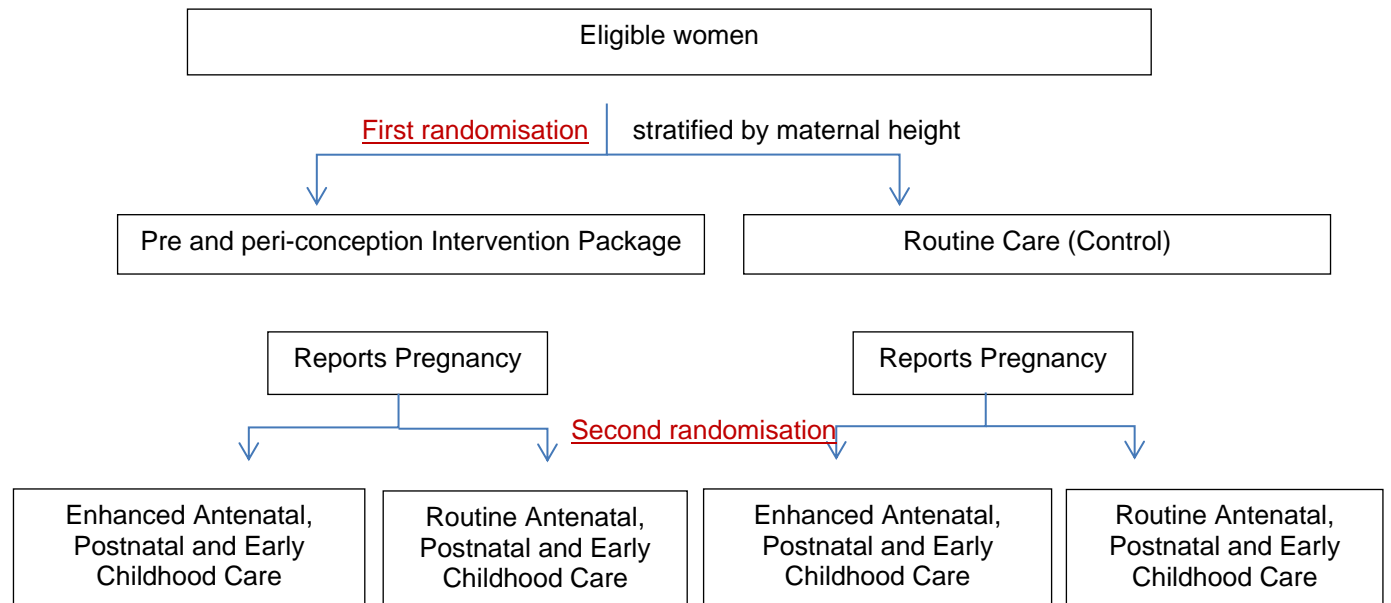 Eligible women
First randomisation stratified by maternal height
Pre and peri-conception Intervention Package
Routine Care (Control)
Reports Pregnancy
Reports Pregnancy
Second randomisation
Enhanced Antenatal,
Postnatal and Early
Childhood Care
Routine Antenatal,
Postnatal and Early
Childhood Care
Enhanced Antenatal,
Postnatal and Early
Childhood Care
Routine Antenatal,
Postnatal and Early
Childhood Care